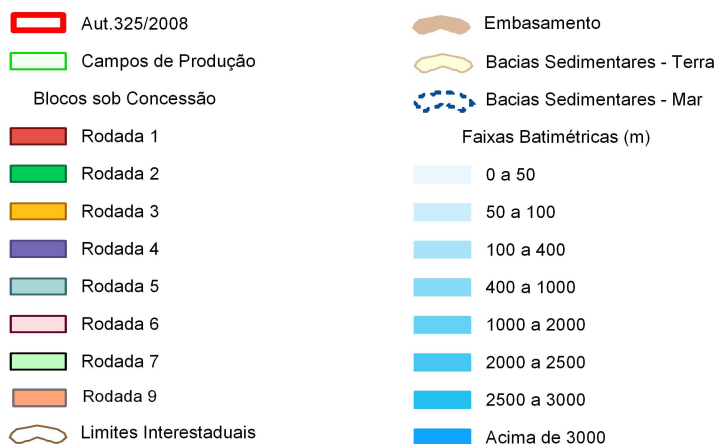 Aut.325/2008
Campos de Produção
Blocos sob Concessão
Rodada 1
Rodada 2
Rodada 3
Rodada 4
Rodada 5
Rodada 6
Rodada 7
Rodada 9
Limites Interestaduais
Embasamento
Bacias Sedimentares - Terra
Bacias Sedimentares - Mar
Faixas Batimétricas (m)
0 a 50
50 a 100
100 a 400
400 a 1000
1000 a 2000
2000 a 2500
2500 a 3000
Acima de 3000